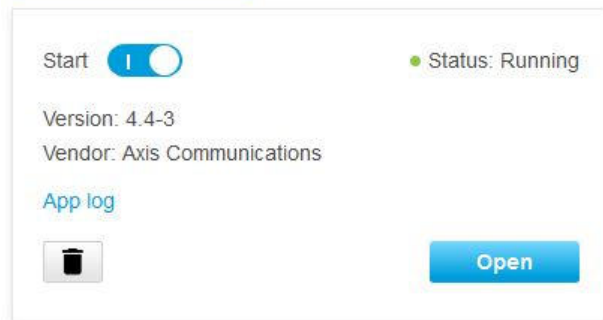 Start Status: Running
Version: 4.4-3
Vendor: Axis Communications
App log
Open